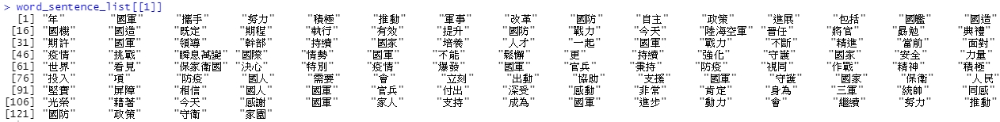 > word_sentence_list[[1]]
[1] "年" "國軍" "攜手" "努力" "積極" "推動" "軍事" "改革" "國防" "自主" "政策" "進展" "包括" "國艦" "國造"
[16] "國機" "國造" "既定" "期程" "執行" "有效" "提升" "國防" "戰力" "今天" "陸海空軍" "晉任" "將官" "勗勉" "典禮"
[31] "期許" "國軍" "領導" "幹部" "持續" "國家" "培養" "人才" "一起" "國軍" "戰力" "不斷" "精進" "當前" "面對"
[46] "疫情" "挑戰" "瞬息萬變" "國際" "情勢" "國軍" "不能" "鬆懈" "更" "持續" "強化" "守護" "國家" "安全" "力量"
[61] "世界" "看見" "保家衛國" "決心" "特別" "疫情" "爆發" "國軍" "官兵" "秉持" "防疫" "視同" "作戰" "精神" "積極"
[76] "投入" "項" "防疫" "國人" "需要" "會" "立刻" "出動" "協助" "支援" "國軍" "守護" "國家" "保衛" "人民"
[91] "堅實" "屏障" "相信" "國人" "國軍" "官兵" "付出" "深受" "感動" "非常" "肯定" "身為" "三軍" "統帥" "同感"
[106] "光榮" "藉著" "今天" "感謝" "國軍" "家人" "支持" "成為" "國軍" "進步" "動力" "會" "繼續" "努力" "推動"
[121] "國防" "政策" "守衛" "家園"